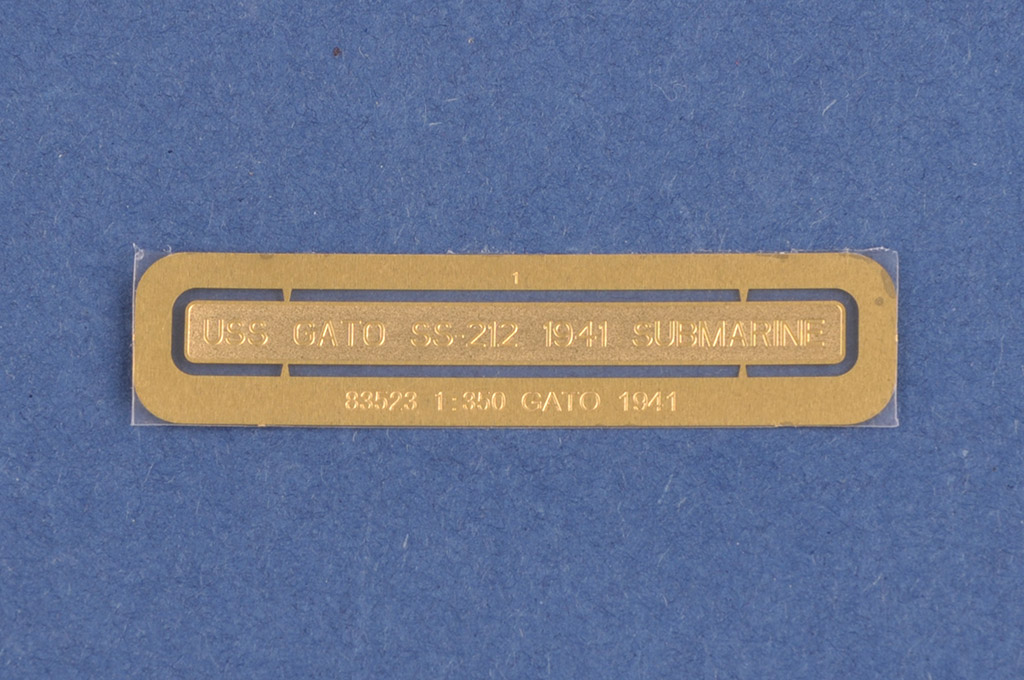 1
USS GATO SS-212 1941 SUBMARINE
83523 1:350 GATO 1941